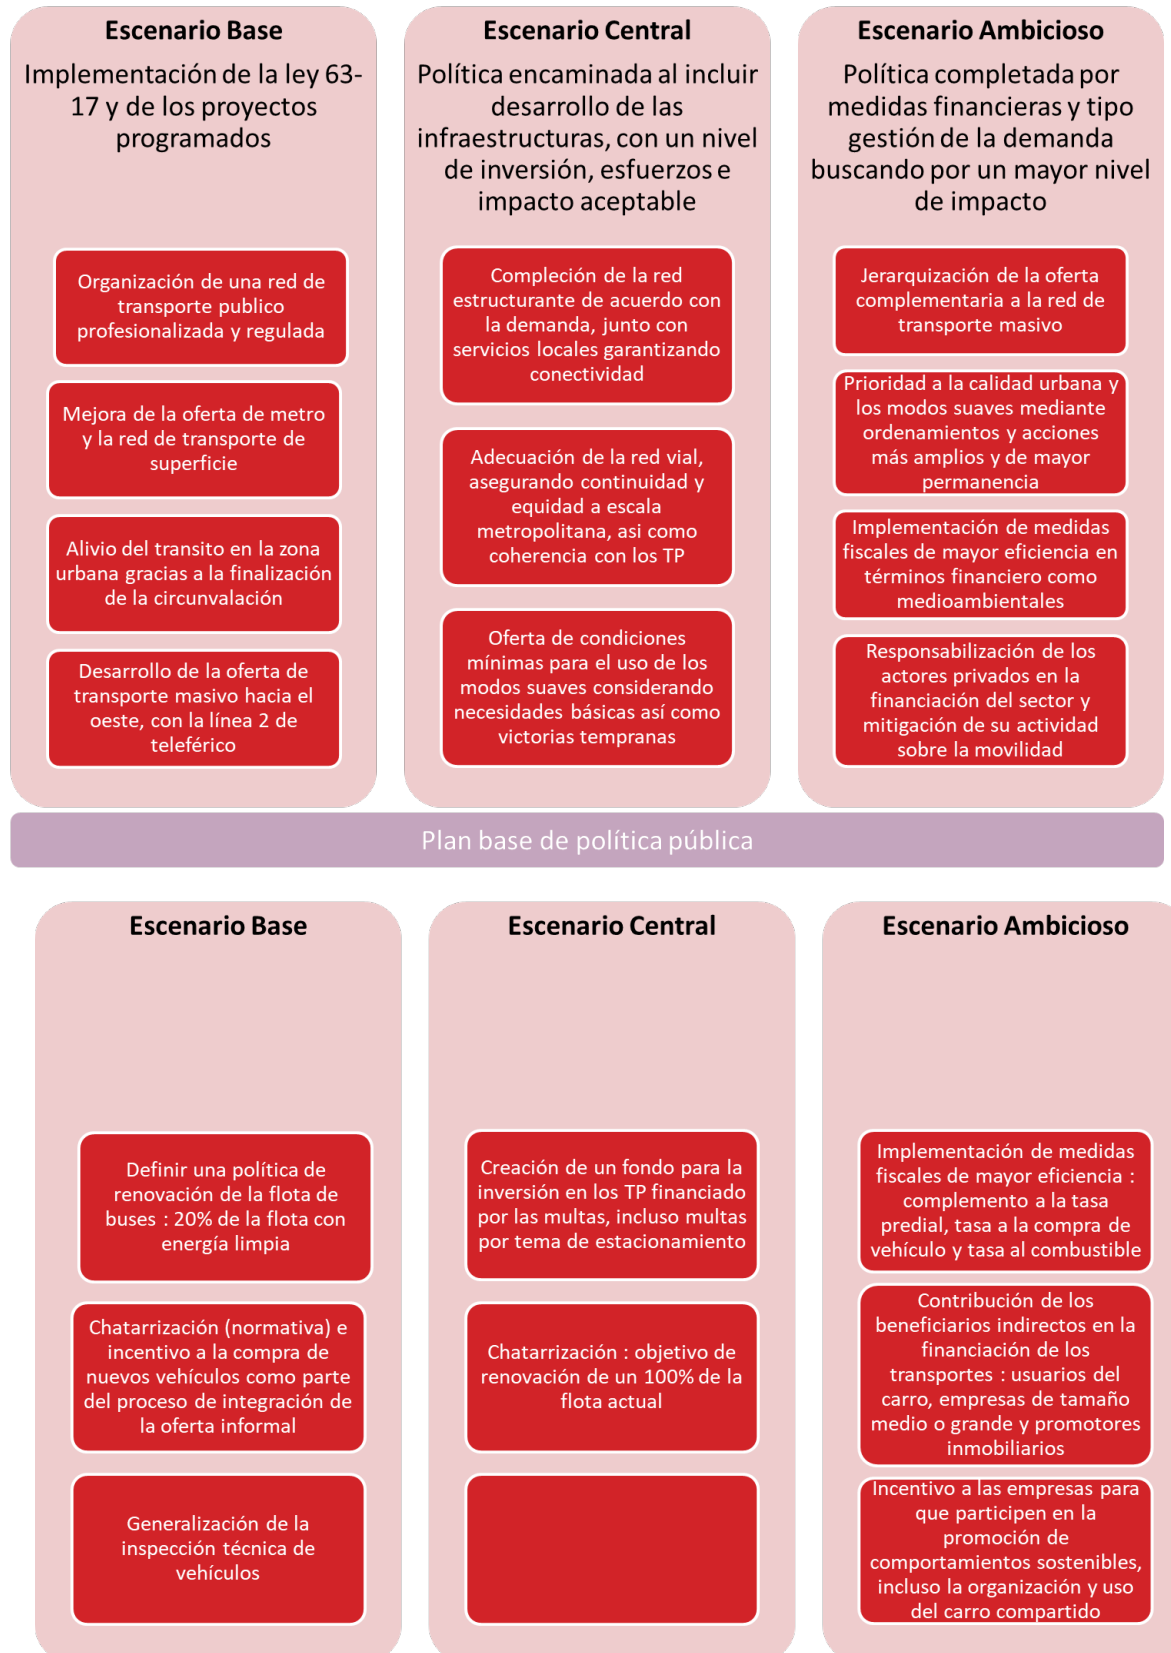 Escenario Base
Implementación de la ley 63-
17 y de los proyectos
programados
Organización de una red de
transporte publico
profesionalizada y regulada
Mejora de la oferta de metro
y la red de transporte de
superficie
Alivio del transito en la zona
urbana gracias a la finalización
de la circunvalación
Desarrollo de la oferta de
transporte masivo hacia el
oeste, con la línea 2 de
teleférico
Escenario Central
Política encaminada al incluir
desarrollo de las
infraestructuras, con un nivel
de inversión, esfuerzos e
impacto aceptable
Compleción de la red
estructurante de acuerdo con
la demanda, junto con
servicios locales garantizando
conectividad
Adecuación de la red vial,
asegurando continuidad y
equidad a escala
metropolitana, asi como
coherencia con los TP
Oferta de condiciones
mínimas para el uso de los
modos suaves considerando
necesidades básicas así como
victorias tempranas
Escenario Ambicioso
Política completada por
medidas financieras y tipo
gestión de la demanda
buscando por un mayor nivel
de impacto
Jerarquización de la oferta
complementaria a la red de
transporte masivo
Prioridad a la calidad urbana y
los modos suaves mediante
ordenamientos y acciones
más amplios y de mayor
permanencia
Implementación de medidas
fiscales de mayor eficiencia en
términos financiero como
medioambientales
Responsabilización de los
actores privados en la
financiación del sector y
mitigación de su actividad
sobre la movilidad
Plan base de política pública
Escenario Base
Definir una política de
renovación de la flota de
buses : 20% de la flota con
energía limpia
Chatarrización (normativa) e
incentivo a la compra de
nuevos vehículos como parte
del proceso de integración de
la oferta informal
Generalización de la
inspección técnica de
vehículos
Escenario Central
Creación de un fondo para la
inversión en los TP financiado
por las multas, incluso multas
por tema de estacionamiento
Chatarrización : objetivo de
renovación de un 100% de la
flota actual
Escenario Ambicioso
Implementación de medidas
fiscales de mayor eficiencia :
complemento a la tasa
predial, tasa a la compra de
vehículo y tasa al combustible
Contribución de los
beneficiarios indirectos en la
financiación de los
transportes : usuarios del
carro, empresas de tamaño
medio o grande y promotores
inmobiliarios
Incentivo a las empresas para
que participen en la
promoción de
comportamientos sostenibles,
incluso la organización y uso
del carro compartido